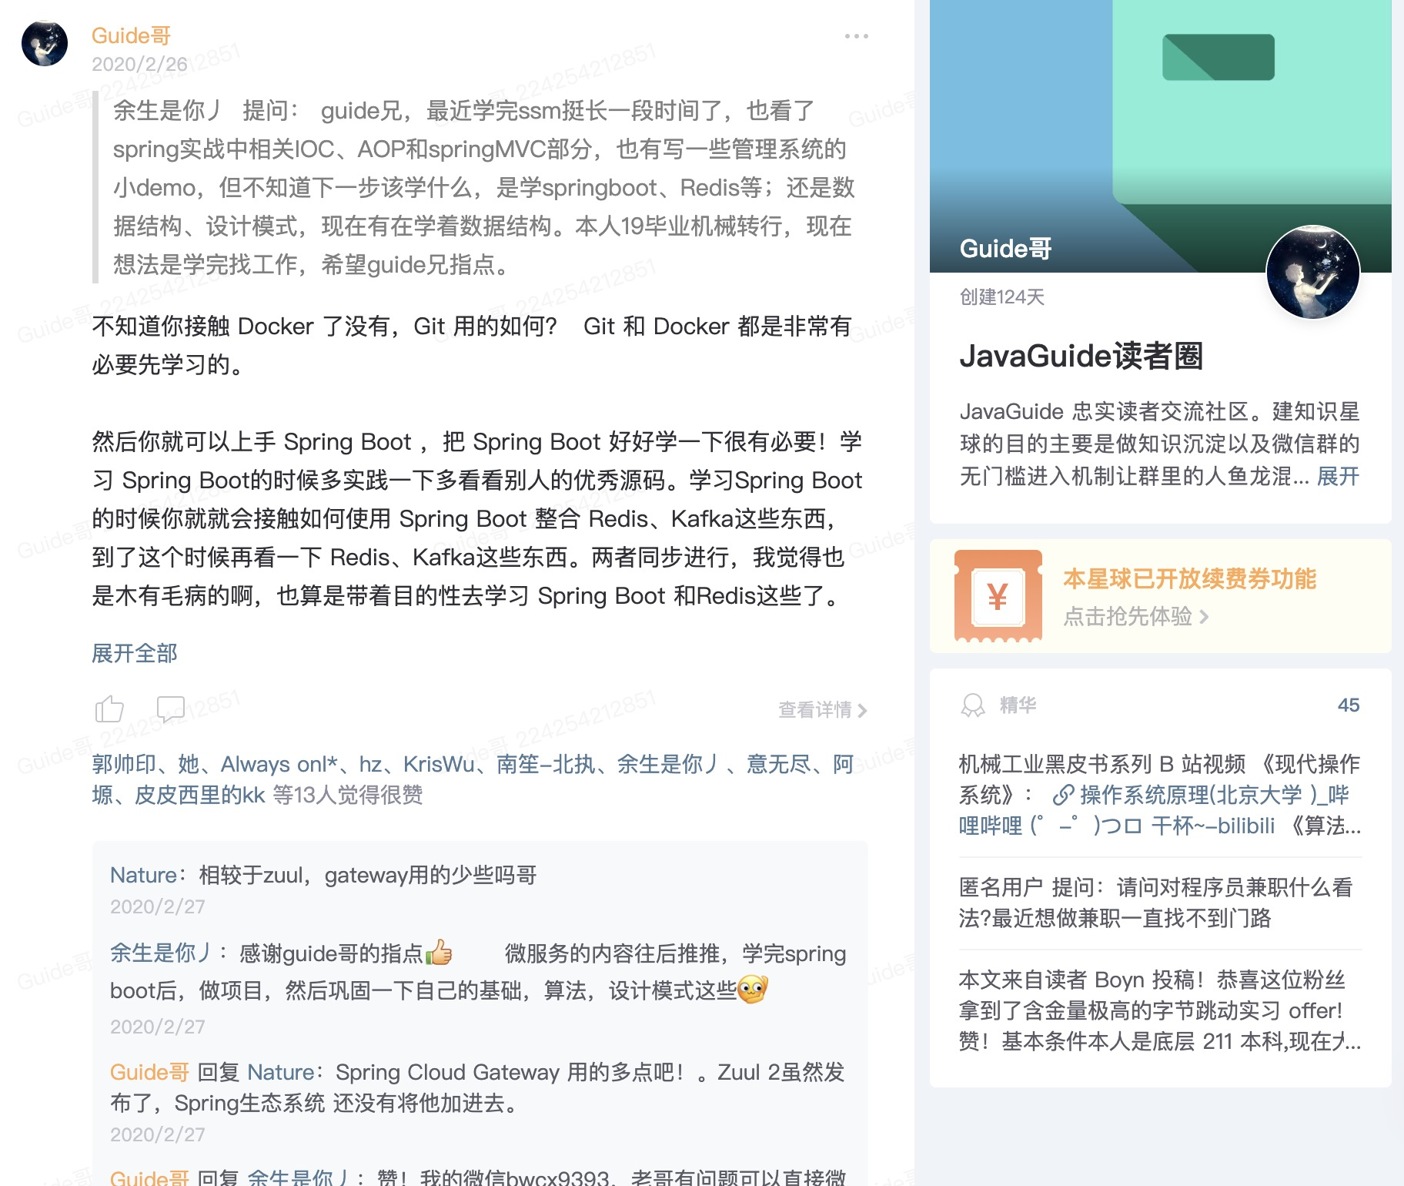 Guide哥
2020/2/26
余生是你丿 提问： guide兄，最近学完ssm挺长一段时间了，也看了
spring实战中相关IOC、AOP和springMVC部分，也有写一些管理系统的
小demo，但不知道下一步该学什么，是学springboot、Redis等；还是数
据结构、设计模式，现在有在学着数据结构。本人19毕业机械转行，现在
想法是学完找工作，希望guide兄指点。
不知道你接触 Docker 了没有，Git 用的如何？ Git 和 Docker 都是非常有
必要先学习的。
然后你就可以上手 Spring Boot ，把 Spring Boot 好好学一下很有必要！学
习 Spring Boot的时候多实践一下多看看别人的优秀源码。学习Spring Boot
的时候你就就会接触如何使用 Spring Boot 整合 Redis、Kafka这些东西，
到了这个时候再看一下 Redis、Kafka这些东西。两者同步进行，我觉得也
是木有毛病的啊，也算是带着目的性去学习 Spring Boot 和Redis这些了。
展开全部
查看详情
郭帅印、她、Always onl*、hz、KrisWu、南笙-北执、余生是你丿、意无尽、阿
塬、皮皮西里的kk 等13人觉得很赞
Nature：相较于zuul，gateway用的少些吗哥
2020/2/27
余生是你丿：感谢guide哥的指点👍 微服务的内容往后推推，学完spring
boot后，做项目，然后巩固一下自己的基础，算法，设计模式这些
2020/2/27
Guide哥 回复 Nature：Spring Cloud Gateway 用的多点吧！。Zuul 2虽然发
布了，Spring生态系统 还没有将他加进去。
2020/2/27
Guide哥 回复 余生是你丿：赞！我的微信bwcx9393，老哥有问题可以直接微
Guide哥
创建124天
JavaGuide读者圈
JavaGuide 忠实读者交流社区。建知识星
球的目的主要是做知识沉淀以及微信群的
无门槛进入机制让群里的人鱼龙混... 展开
¥
本星球已开放续费券功能
点击抢先体验
精华 45
机械工业黑皮书系列 B 站视频 《现代操作
系统》： 操作系统原理(北京大学 )_哔
哩哔哩 (゜-゜)つロ 干杯~-bilibili 《算法...
匿名用户 提问：请问对程序员兼职什么看
法?最近想做兼职一直找不到门路
本文来自读者 Boyn 投稿！恭喜这位粉丝
拿到了含金量极高的字节跳动实习 offer!
赞！基本条件本人是底层 211 本科,现在大...
Guide哥 224254212851